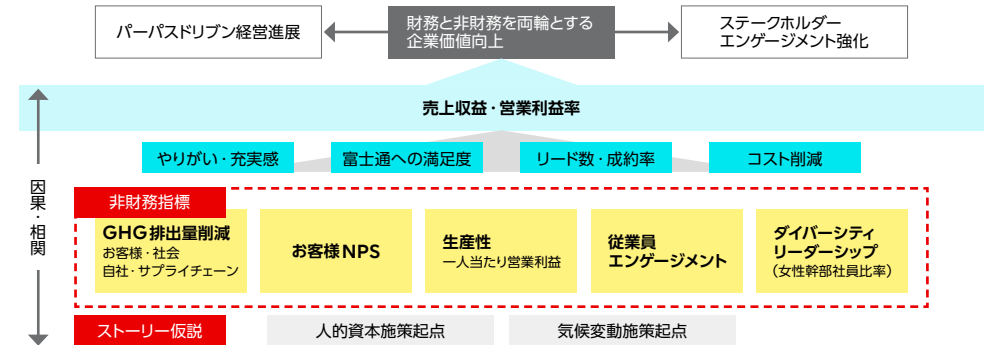 パーパスドリブン経営進展
財務と非財務を両輪とする
企業価値向上
ステークホルダー
エンゲージメント強化
売上収益・営業利益率
やりがい・充実感
富士通への満足度
リード数・成約率
コスト削減
因果・相関
非財務指標
GHG排出量削減
お客様・社会
自社・サプライチェーン
お客様NPS
生産性
一人当たり営業利益
従業員
エンゲージメント
ダイバーシティ
リーダーシップ
（女性幹部社員比率）
ストーリー仮説
人的資本施策起点
気候変動施策起点